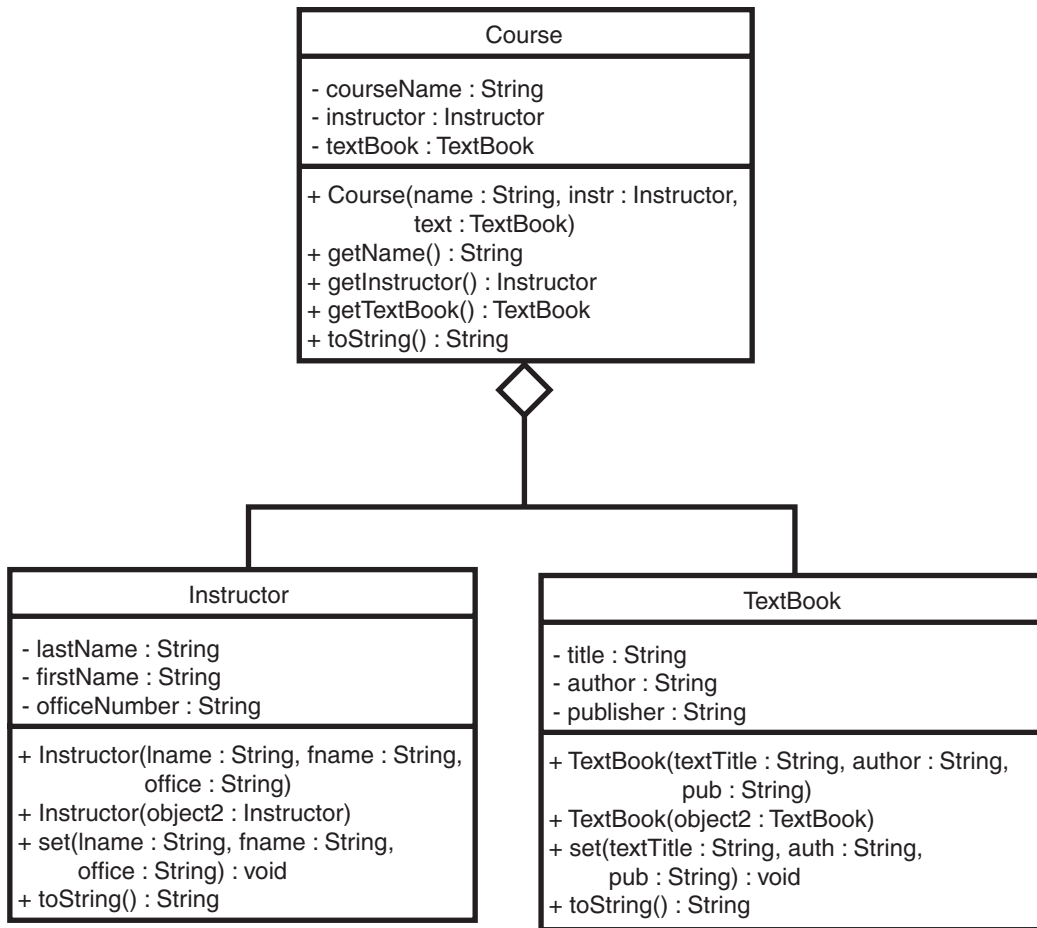 Course
- courseName : String
- instructor : Instructor
- textBook : TextBook
+ Course(name : String, instr : Instructor,
text : TextBook)
+ getName() : String
+ getInstructor() : Instructor
+ getTextBook() : TextBook
+ toString() : String
Instructor
- lastName : String
- firstName : String
- officeNumber : String
+ Instructor(lname : String, fname : String,
office : String)
+ Instructor(object2 : Instructor)
+ set(lname : String, fname : String,
office : String) : void
+ toString() : String
TextBook
- title : String
- author : String
- publisher : String
+ TextBook(textTitle : String, author : String,
pub : String)
+ TextBook(object2 : TextBook)
+ set(textTitle : String, auth : String,
pub : String) : void
+ toString() : String